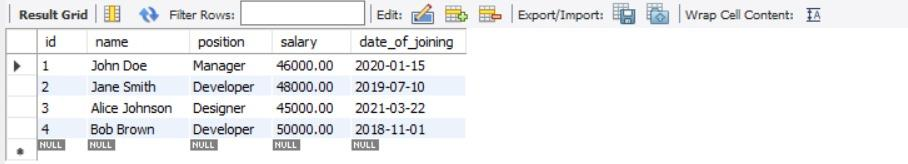 Result Grid Filter Rows: Edit: Export/Import: Wrap Cell Content: IA
id name position salary date_of_joining
1 John Doe Manager 46000.00 2020-01-15
2 Jane Smith Developer 48000.00 2019-07-10
3 Alice Johnson Designer 45000.00 2021-03-22
4 Bob Brown Developer 50000.00 2018-11-01
NULL NULL NULL NULL NULL